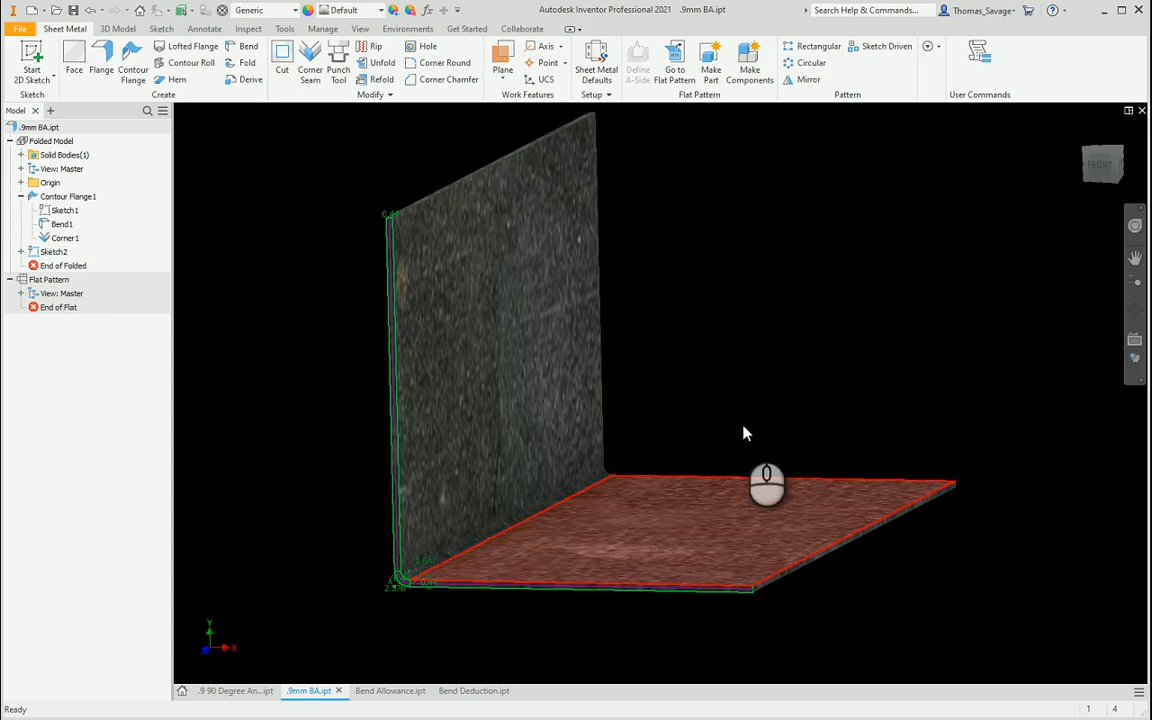 Generic
Default
Autodesk Inventor Professional 2021 .9mm BA.ipt
Search Help & Commands...
Thomas_Savage
File
Sheet Metal
3D Model
Sketch
Annotate
Inspect
Tools
Manage
View
Environments
Get Started
Collaborate
Start
2D Sketch
Face
Flange
Contour
Flange
Lofted Flange
Contour Roll
Hem
Bend
Fold
Derive
Cut
Corner
Seam
Punch
Tool
Rip
Unfold
Refold
Hole
Corner Round
Corner Chamfer
Plane
Axis
Point
UCS
Sheet Metal
Defaults
Define
A-Side
Go to
Flat Pattern
Make
Part
Make
Components
Rectangular
Circular
Mirror
Sketch Driven
Sketch
Create
Modify
Work Features
Setup
Flat Pattern
Pattern
User Commands
Model
.9mm BA.ipt
Folded Model
Solid Bodies(1)
View: Master
Origin
Contour Flange1
Sketch1
Bend1
Corner1
Sketch2
End of Folded
Flat Pattern
View: Master
End of Flat
FRONT
(1.54)
Y
X
.9 90 Degree An...ipt
.9mm BA.ipt
Bend Allowance.ipt
Bend Deduction.ipt
Ready
1
4